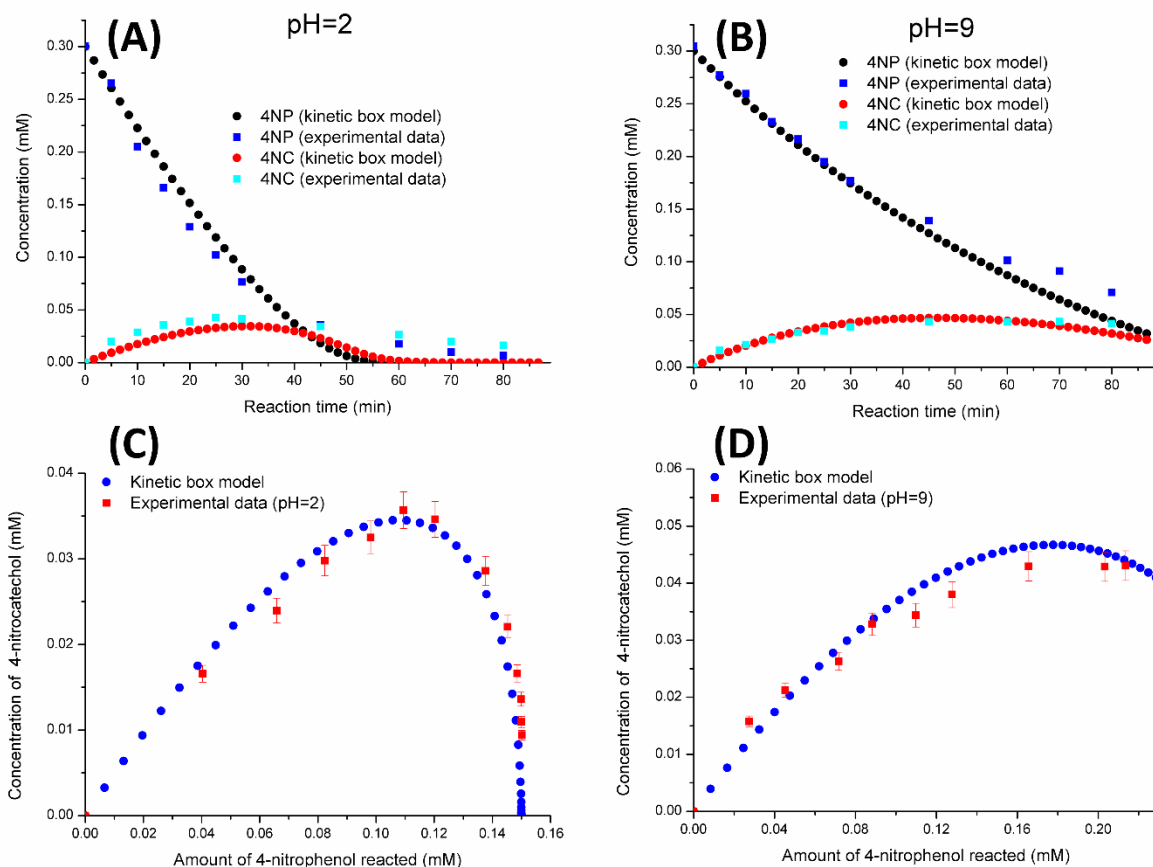 (A)
pH=2
4NP (kinetic box model)
4NP (experimental data)
4NC (kinetic box model)
4NC (experimental data)
Concentration (mM)
0.30
0.25
0.20
0.15
0.10
0.05
0.00
0 10 20 30 40 50 60 70 80
Reaction time (min)
(B)
pH=9
4NP (kinetic box model)
4NP (experimental data)
4NC (kinetic box model)
4NC (experimental data)
Concentration (mM)
0.30
0.25
0.20
0.15
0.10
0.05
0.00
0 10 20 30 40 50 60 70 80
Reaction time (min)
(C)
Kinetic box model
Experimental data (pH=2)
Concentration of 4-nitrocatechol (mM)
0.04
0.03
0.02
0.01
0.00
0.00 0.02 0.04 0.06 0.08 0.10 0.12 0.14 0.16
Amount of 4-nitrophenol reacted (mM)
(D)
Kinetic box model
Experimental data (pH=9)
Concentration of 4-nitrocatechol (mM)
0.06
0.05
0.04
0.03
0.02
0.01
0.00
0.00 0.04 0.08 0.12 0.16 0.20
Amount of 4-nitrophenol reacted (mM)